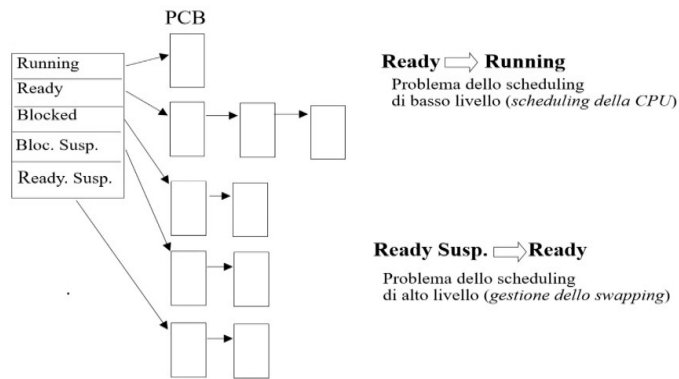 PCB
Running
Ready
Blocked
Bloc. Susp.
Ready. Susp.
Ready Running
Problema dello scheduling
di basso livello (scheduling della CPU)
Ready Susp. Ready
Problema dello scheduling
di alto livello (gestione dello swapping)